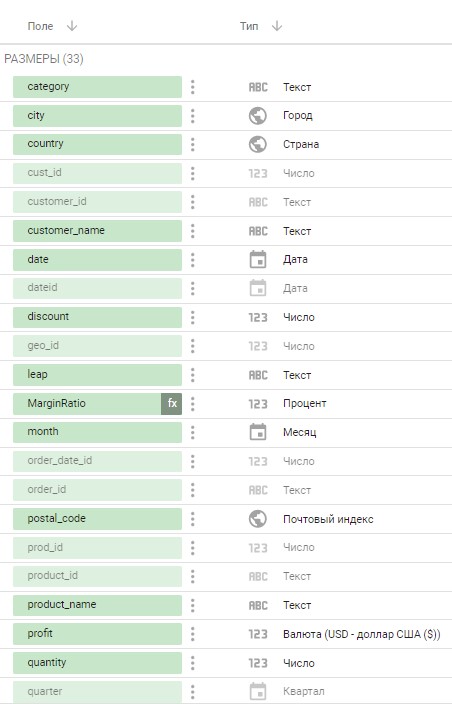 Поле Тип
РАЗМЕРЫ (33)
category ABC Текст
city Город
country Страна
cust_id 123 Число
customer_id ABC Текст
customer_name ABC Текст
date Дата
dateid Дата
discount 123 Число
geo_id 123 Число
leap ABC Текст
MarginRatio fx 123 Процент
month Месяц
order_date_id 123 Число
order_id ABC Текст
postal_code Почтовый индекс
prod_id 123 Число
product_id ABC Текст
product_name ABC Текст
profit 123 Валюта (USD - доллар США ($))
quantity 123 Число
quarter Квартал